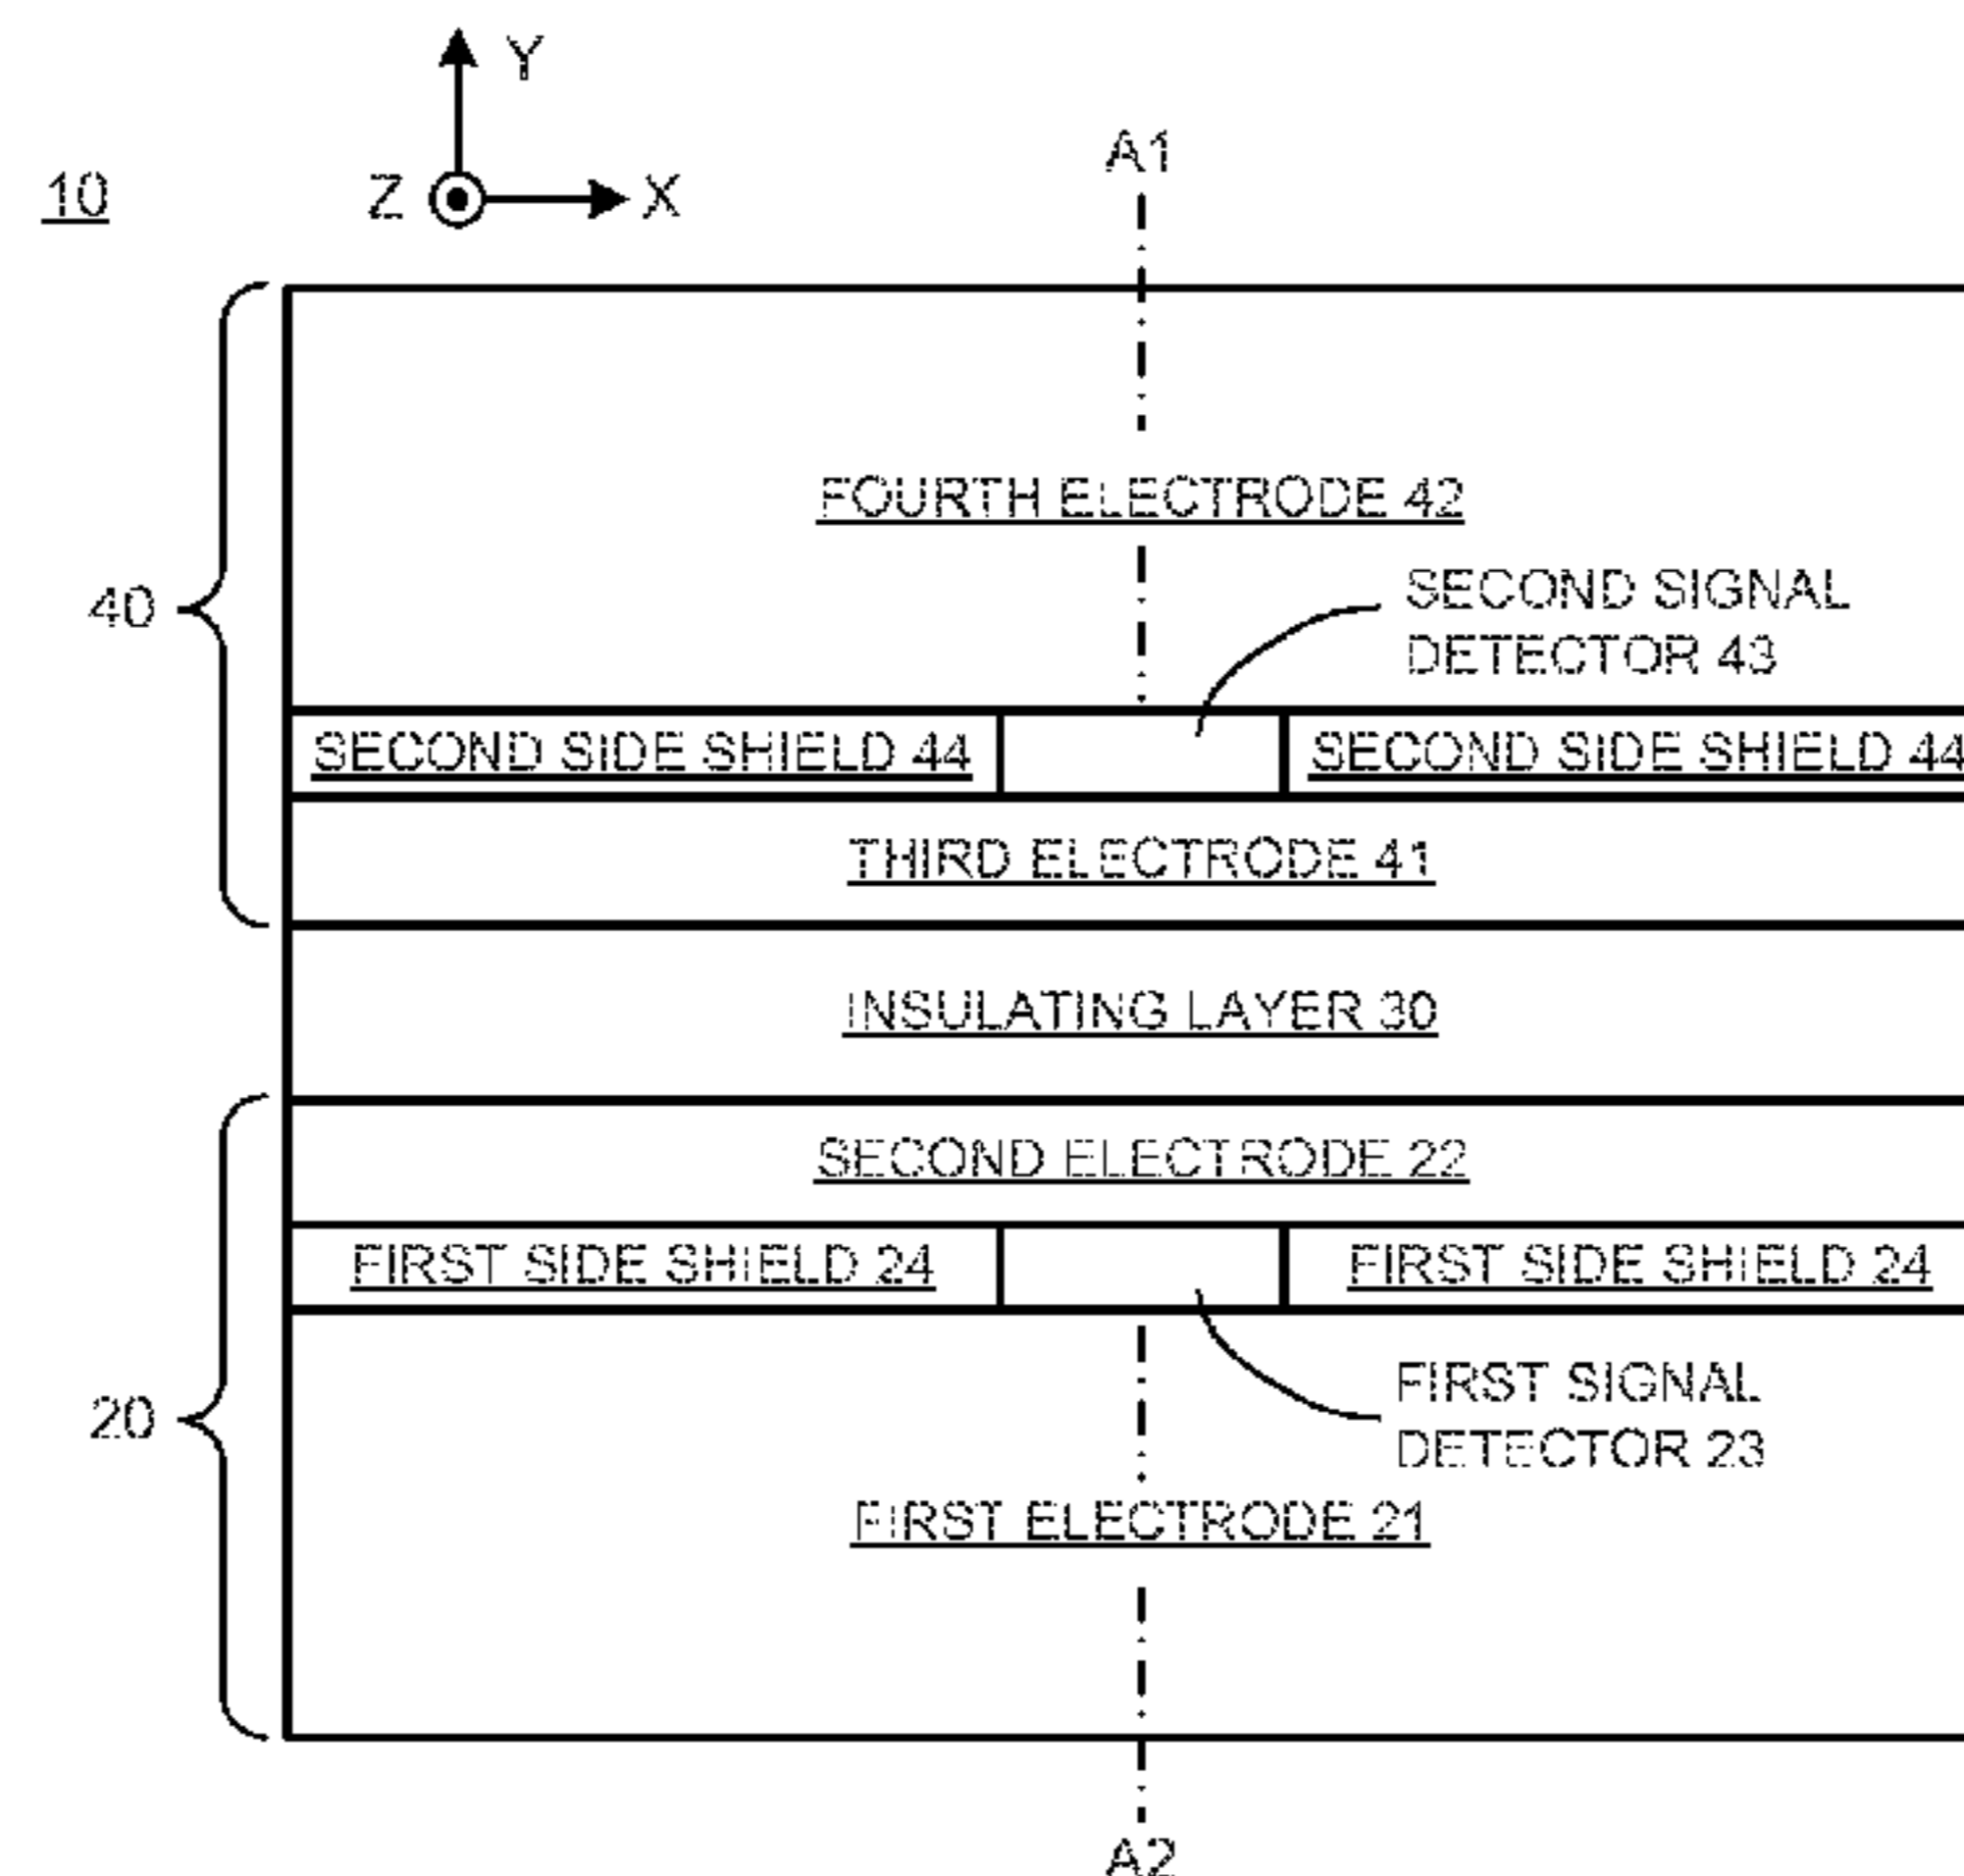 Y
A1
10
Z
X
FOURTH ELECTRODE 42
SECOND SIGNAL
DETECTOR 43
40
SECOND SIDE SHIELD 44
SECOND SIDE SHIELD 44
THIRD ELECTRODE 41
INSULATING LAYER 30
SECOND ELECTRODE 22
FIRST SIDE SHIELD 24
FIRST SIDE SHIELD 24
FIRST SIGNAL
DETECTOR 23
20
FIRST ELECTRODE 21
A2